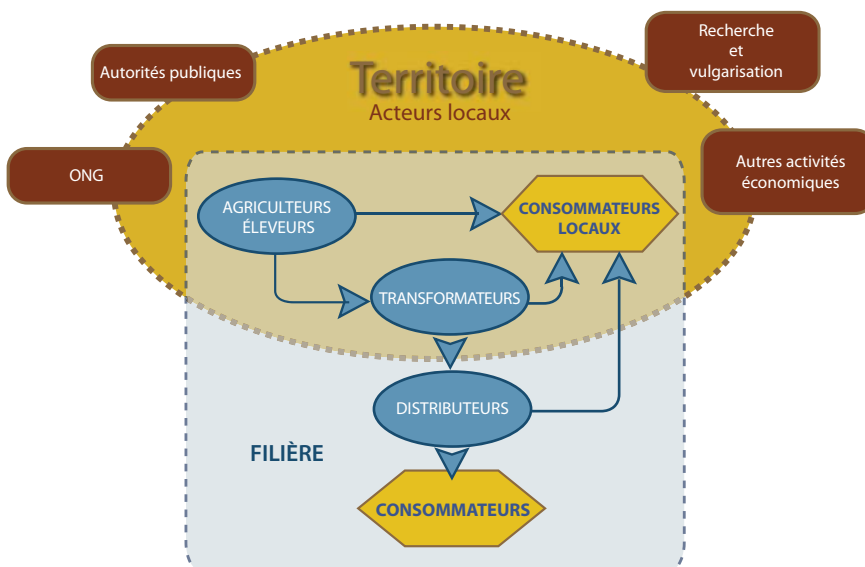 Recherche
et
vulgarisation
Autorités publiques
Territoire
Acteurs locaux
ONG
Autres activités
économiques
AGRICULTEURS
ÉLEVEURS
CONSOMMATEURS
LOCAUX
TRANSFORMATEURS
DISTRIBUTEURS
FILIÈRE
CONSOMMATEURS